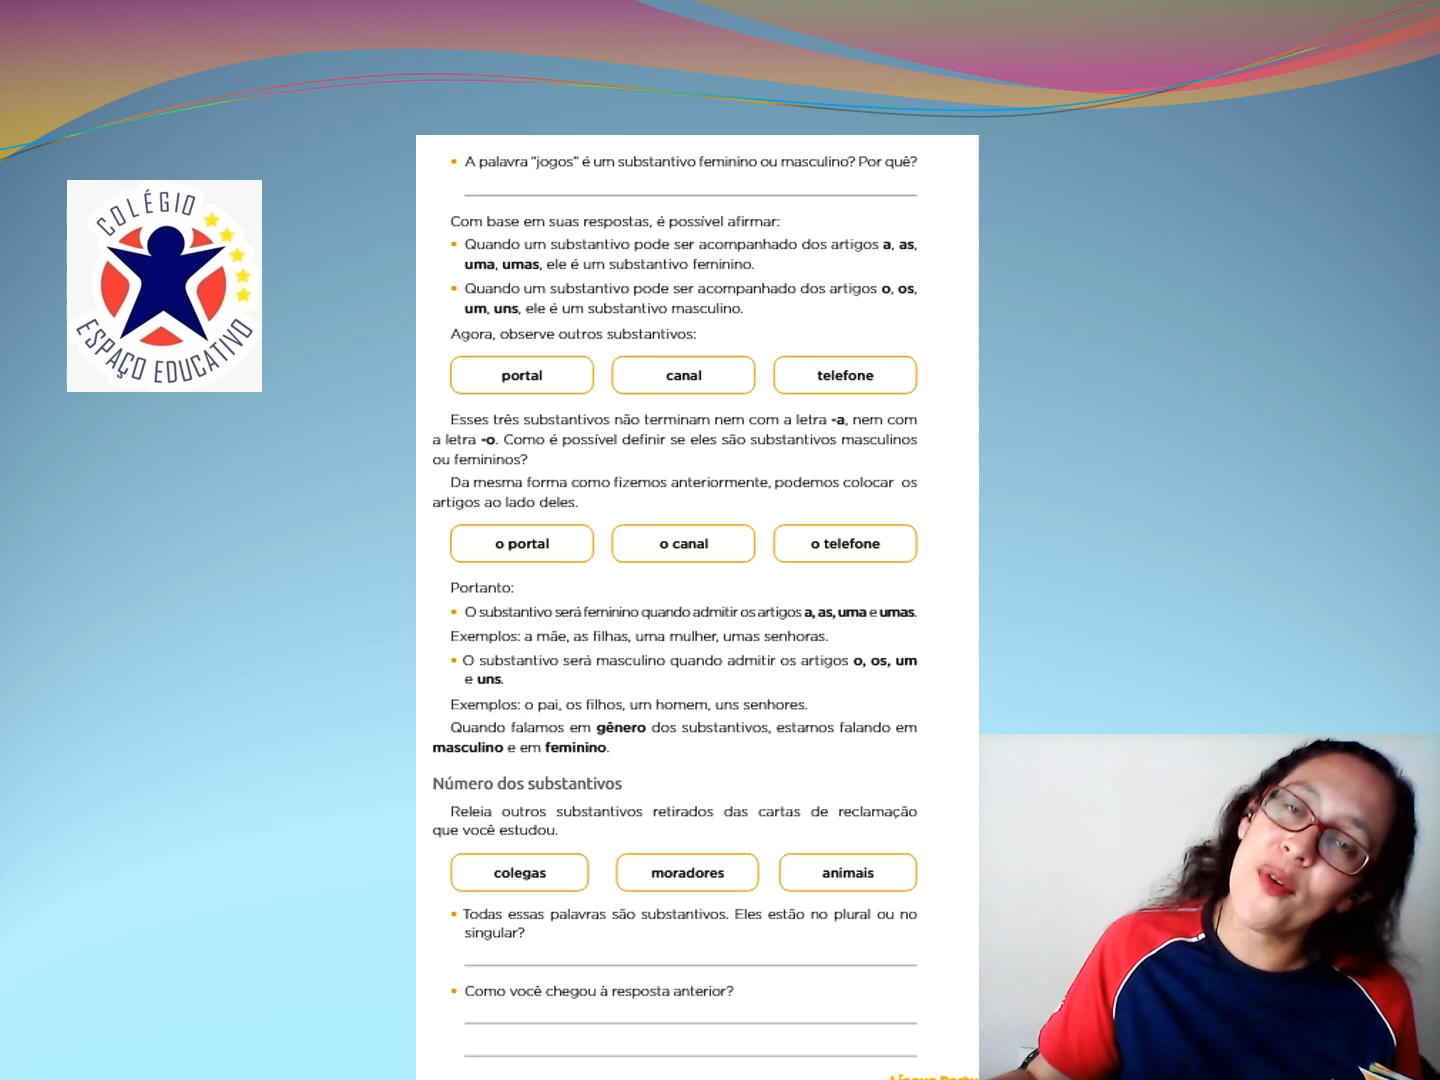 COLÉGIO
ESPAÇO EDUCATIVO
• A palavra "jogos" é um substantivo feminino ou masculino? Por quê?
Com base em suas respostas, é possível afirmar:
• Quando um substantivo pode ser acompanhado dos artigos a, as,
uma, umas, ele é um substantivo feminino.
• Quando um substantivo pode ser acompanhado dos artigos o, os,
um, uns, ele é um substantivo masculino.
Agora, observe outros substantivos:
portal canal telefone
Esses três substantivos não terminam nem com a letra -a, nem com
a letra -o. Como é possível definir se eles são substantivos masculinos
ou femininos?
Da mesma forma como fizemos anteriormente, podemos colocar os
artigos ao lado deles.
o portal o canal o telefone
Portanto:
• O substantivo será feminino quando admitir os artigos a, as, uma e umas.
Exemplos: a mãe, as filhas, uma mulher, umas senhoras.
• O substantivo será masculino quando admitir os artigos o, os, um
e uns.
Exemplos: o pai, os filhos, um homem, uns senhores.
Quando falamos em gênero dos substantivos, estamos falando em
masculino e em feminino.
Número dos substantivos
Releia outros substantivos retirados das cartas de reclamação
que você estudou.
colegas moradores animais
• Todas essas palavras são substantivos. Eles estão no plural ou no
singular?
• Como você chegou à resposta anterior?